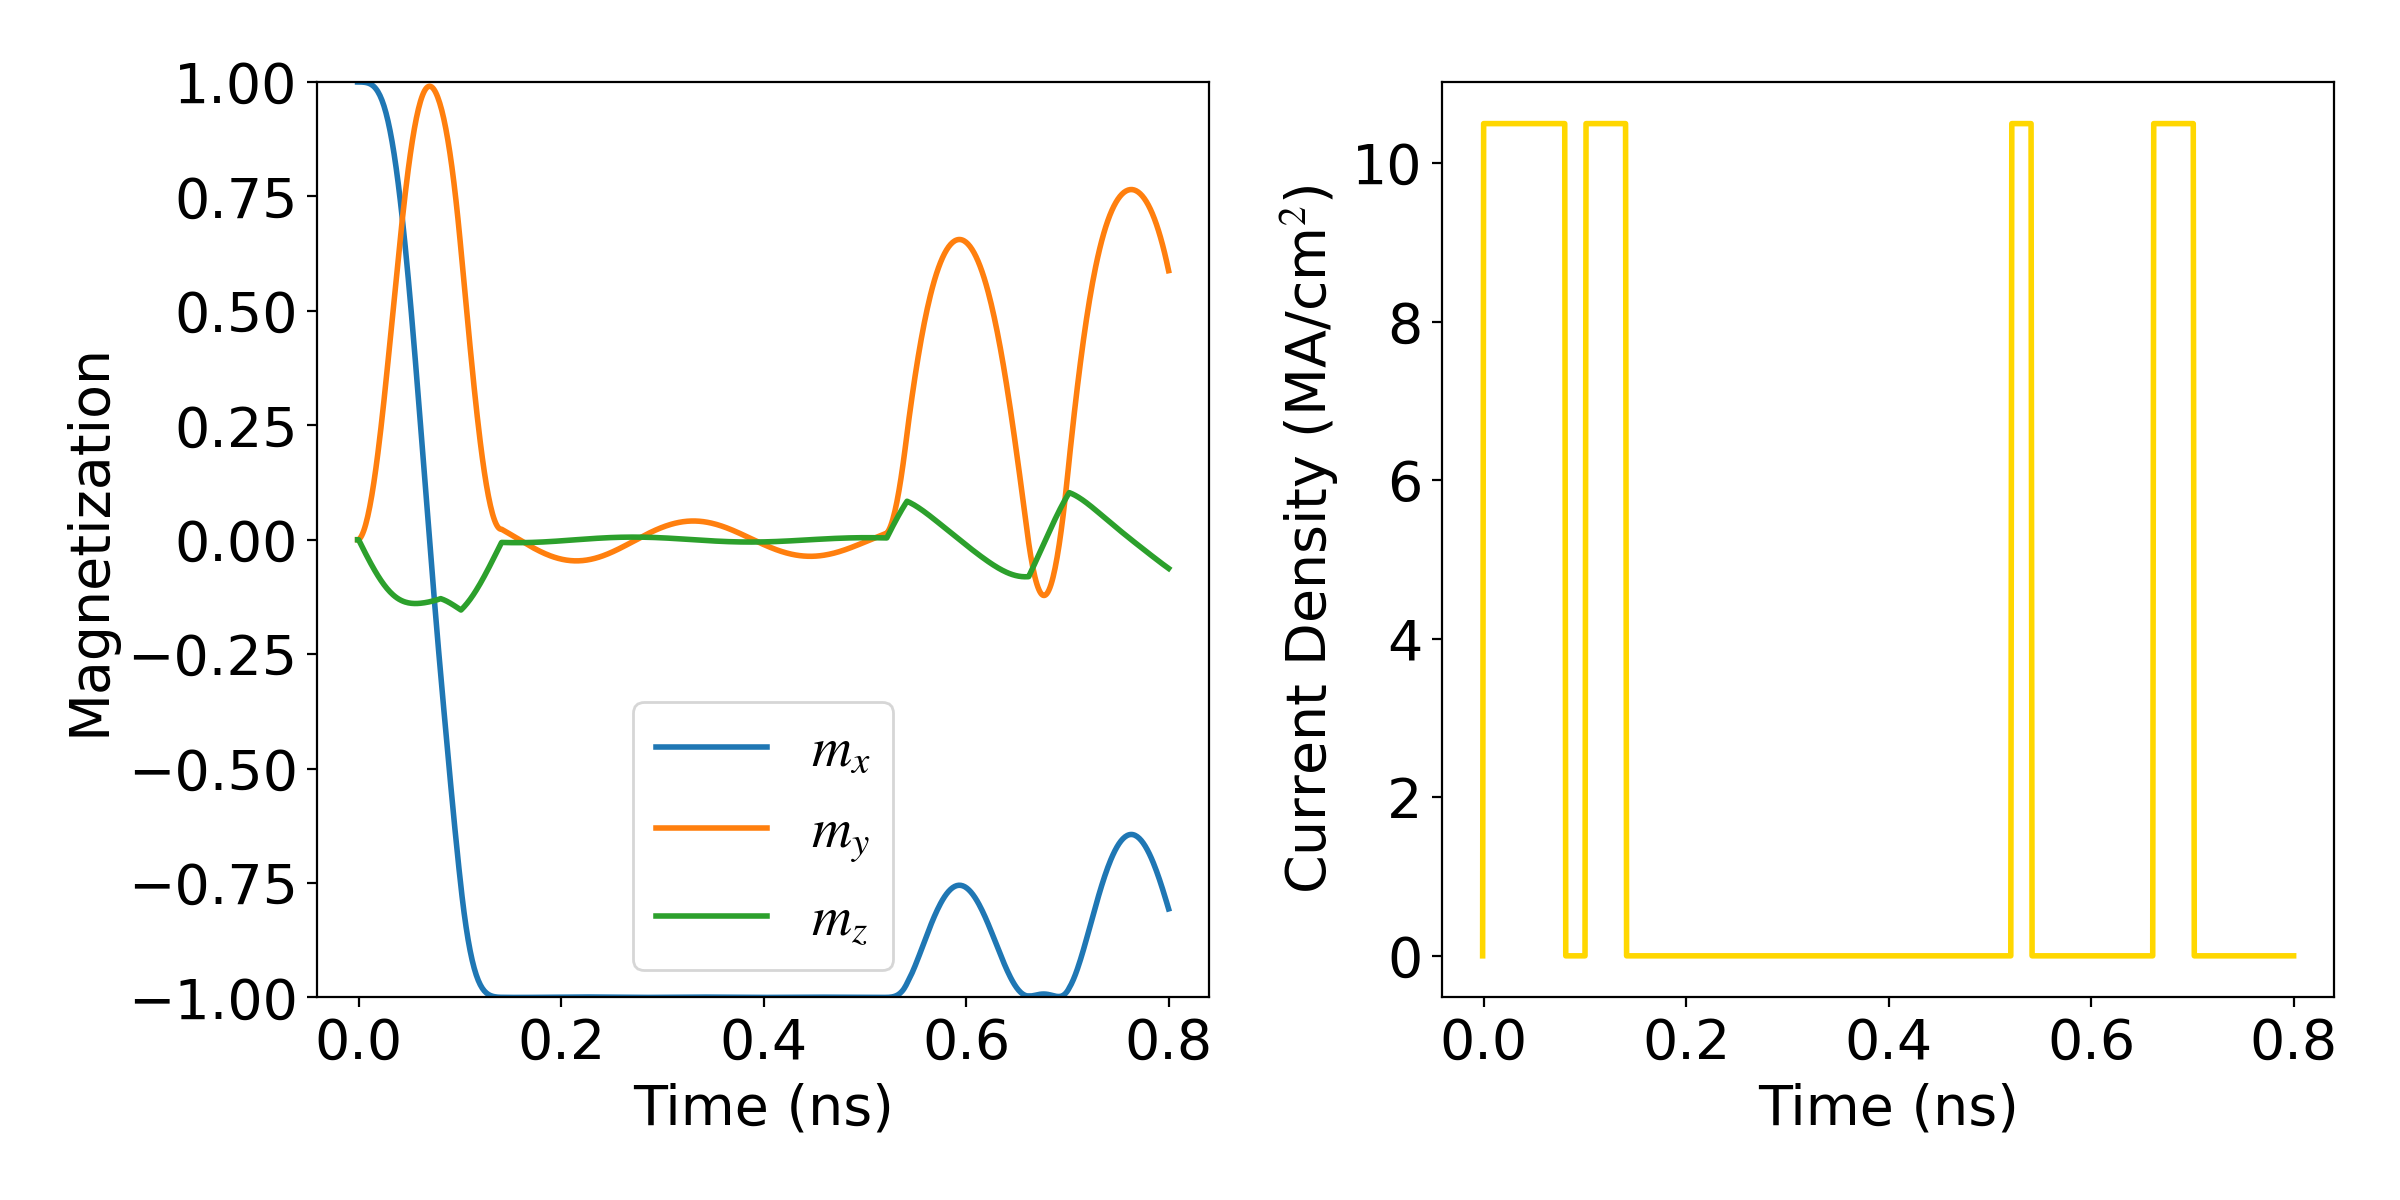 Magnetization
1.00
0.75
0.50
0.25
0.00
−0.25
−0.50
−0.75
−1.00
0.0 0.2 0.4 0.6 0.8
Time (ns)
m_x
m_y
m_z
Current Density (MA/cm²)
10
8
6
4
2
0
0.0 0.2 0.4 0.6 0.8
Time (ns)